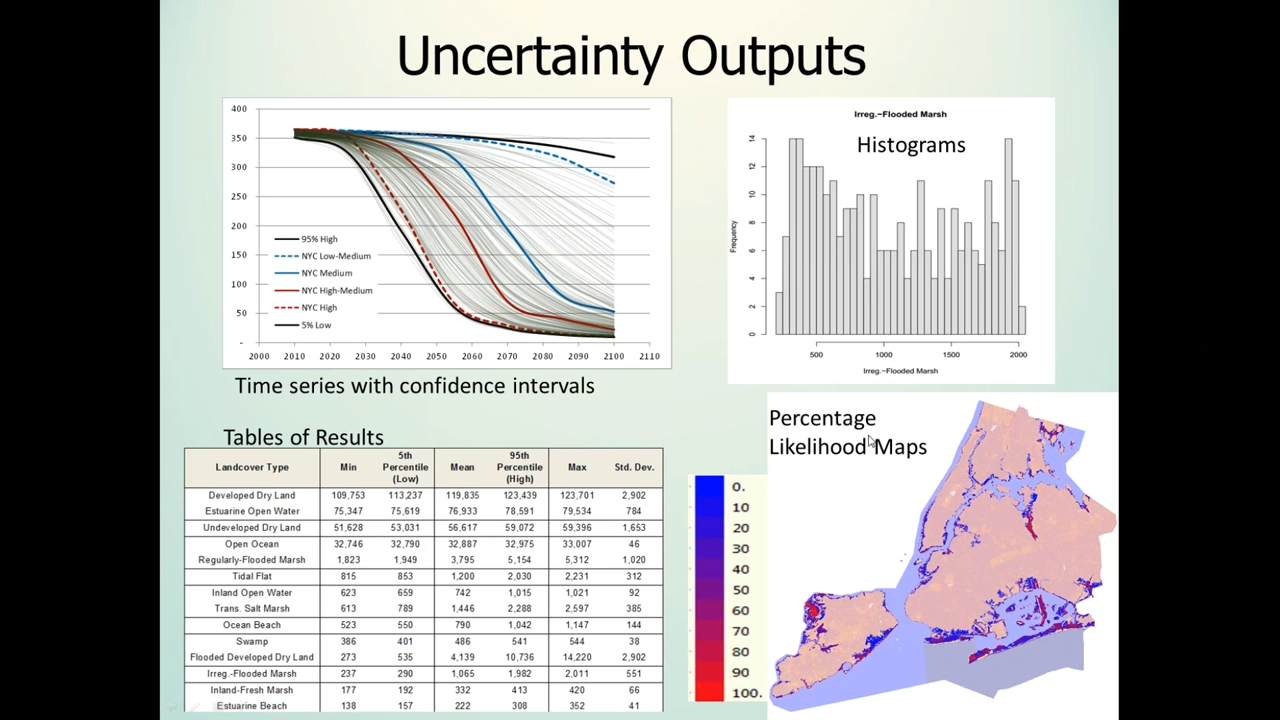 Uncertainty Outputs
400
350
300
250
200
150
100
50
-
95% High
NYC Low-Medium
NYC Medium
NYC High-Medium
NYC High
5% Low
2000 2010 2020 2030 2040 2050 2060 2070 2080 2090 2100 2110
Time series with confidence intervals
Irreg.-Flooded Marsh
Histograms
Frequency
14
12
10
8
6
4
2
0
500 1000 1500 2000
Irreg.-Flooded Marsh
Tables of Results
Landcover Type Min 5th Percentile (Low) Mean 95th Percentile (High) Max Std. Dev.
Developed Dry Land 109,753 113,237 119,835 123,439 123,701 2,902
Estuarine Open Water 75,347 75,619 76,933 78,591 79,534 784
Undeveloped Dry Land 51,628 53,031 56,617 59,072 59,396 1,653
Open Ocean 32,746 32,790 32,887 32,975 33,007 46
Regularly-Flooded Marsh 1,823 1,949 3,795 5,154 5,312 1,020
Tidal Flat 815 853 1,200 2,030 2,231 312
Inland Open Water 623 659 742 1,015 1,021 92
Trans. Salt Marsh 613 789 1,446 2,288 2,597 385
Ocean Beach 523 550 790 1,042 1,147 144
Swamp 386 401 486 541 544 38
Flooded Developed Dry Land 273 535 4,139 10,736 14,220 2,902
Irreg.-Flooded Marsh 237 290 1,065 1,982 2,011 551
Inland-Fresh Marsh 177 192 332 413 420 66
Estuarine Beach 138 157 222 308 352 41
Percentage
Likelihood Maps
0.
10
20
30
40
50
60
70
80
90
100.